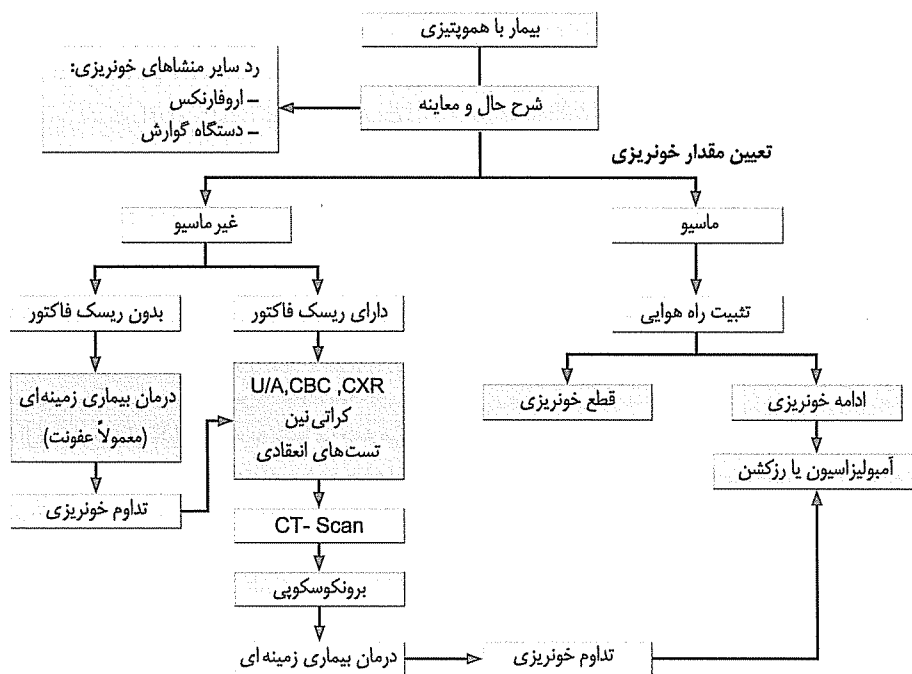 بیمار با هموپتیزی
رد سایر منشاهای خونریزی:
– اروفارنکس
– دستگاه گوارش
شرح حال و معاینه
تعیین مقدار خونریزی
ماسیو
غیر ماسیو
تثبیت راه هوایی
دارای ریسک فاکتور
بدون ریسک فاکتور
ادامه خونریزی
قطع خونریزی
U/A,CBC ,CXR
کراتی نین
تست‌های انعقادی
درمان بیماری زمینه‌ای
(معمولاً عفونت)
آمبولیزاسیون یا رزکشن
تداوم خونریزی
CT- Scan
برونکوسکوپی
درمان بیماری زمینه ای
تداوم خونریزی